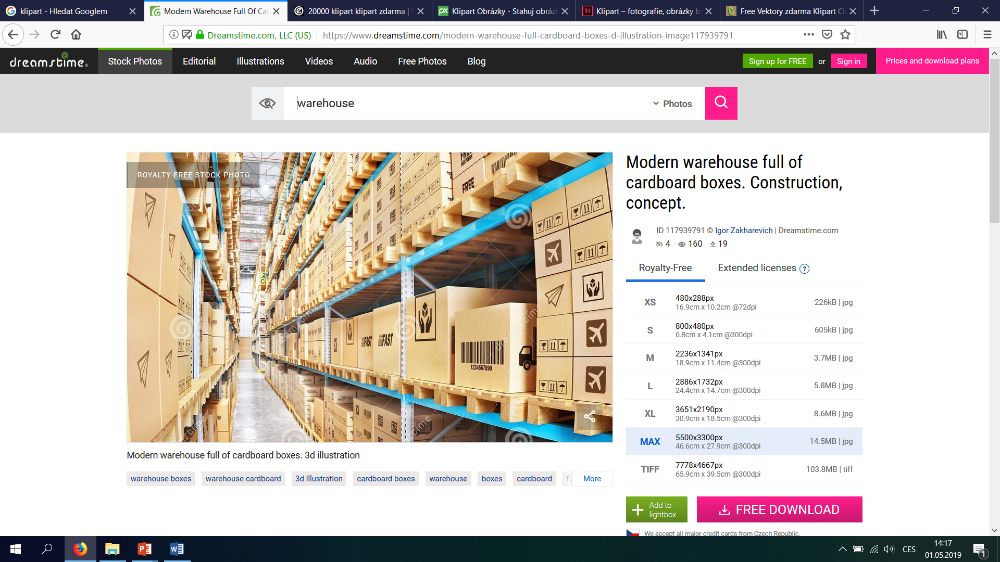 klipart - Hledat Googlem
Modern Warehouse Full Of Car
20000 klipart klipart zdarma |
Klipart Obrázky - Stahuj obráz
Klipart – fotografie, obrázky b
Free Vektory zdarma Klipart Cl
Dreamstime.com, LLC (US)
https://www.dreamstime.com/modern-warehouse-full-cardboard-boxes-d-illustration-image117939791
dreamstime
Stock Photos
Editorial
Illustrations
Videos
Audio
Free Photos
Blog
Sign up for FREE
or
Sign in
Prices and download plans
warehouse
Photos
ROYALTY-FREE STOCK PHOTO
FREE
DELIVERY
FREE
2
C
FAST
FAST
1234567890
dreamstime
Modern warehouse full of
cardboard boxes. Construction,
concept.
ID 117939791 © Igor Zakharevich | Dreamstime.com
4 160 19
Royalty-Free
Extended licenses ?
XS 480x288px 226kB | jpg
16.9cm x 10.2cm @72dpi
S 800x480px 605kB | jpg
6.8cm x 4.1cm @300dpi
M 2236x1341px 3.7MB | jpg
18.9cm x 11.4cm @300dpi
L 2886x1732px 5.8MB | jpg
24.4cm x 14.7cm @300dpi
XL 3651x2190px 8.6MB | jpg
30.9cm x 18.5cm @300dpi
MAX 5500x3300px 14.5MB | jpg
46.6cm x 27.9cm @300dpi
TIFF 7778x4667px 103.8MB | tiff
65.9cm x 39.5cm @300dpi
Modern warehouse full of cardboard boxes. 3d illustration
warehouse boxes
warehouse cardboard
3d illustration
cardboard boxes
warehouse
boxes
cardboard
More
Add to
lightbox
FREE DOWNLOAD
We accept all major credit cards from Czech Republic.
CES
14:17
01.05.2019
1